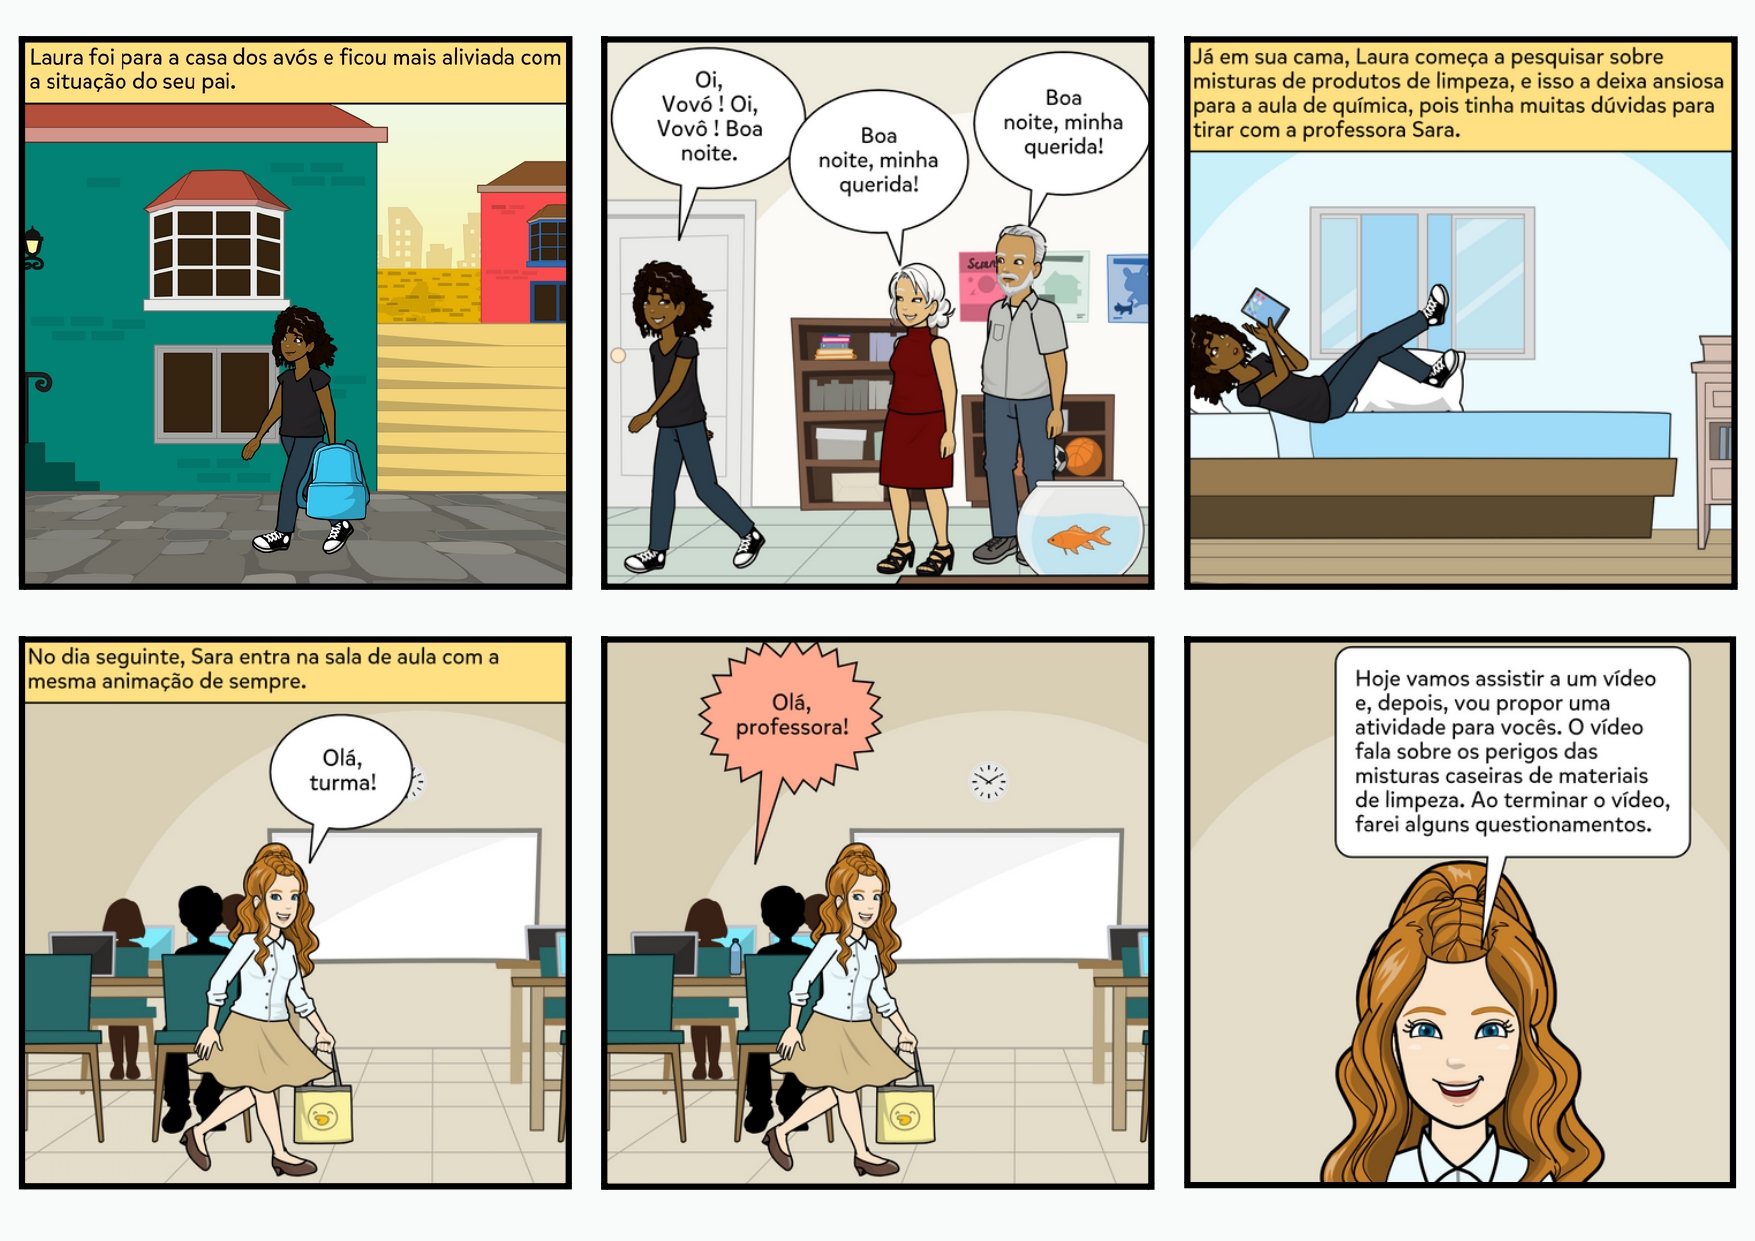 Laura foi para a casa dos avós e ficou mais aliviada com
a situação do seu pai.
Oi,
Vovó ! Oi,
Vovô ! Boa
noite.
Boa
noite, minha
querida!
Boa
noite, minha
querida!
Já em sua cama, Laura começa a pesquisar sobre
misturas de produtos de limpeza, e isso a deixa ansiosa
para a aula de química, pois tinha muitas dúvidas para
tirar com a professora Sara.
No dia seguinte, Sara entra na sala de aula com a
mesma animação de sempre.
Olá,
turma!
Olá,
professora!
Hoje vamos assistir a um vídeo
e, depois, vou propor uma
atividade para vocês. O vídeo
fala sobre os perigos das
misturas caseiras de materiais
de limpeza. Ao terminar o vídeo,
farei alguns questionamentos.